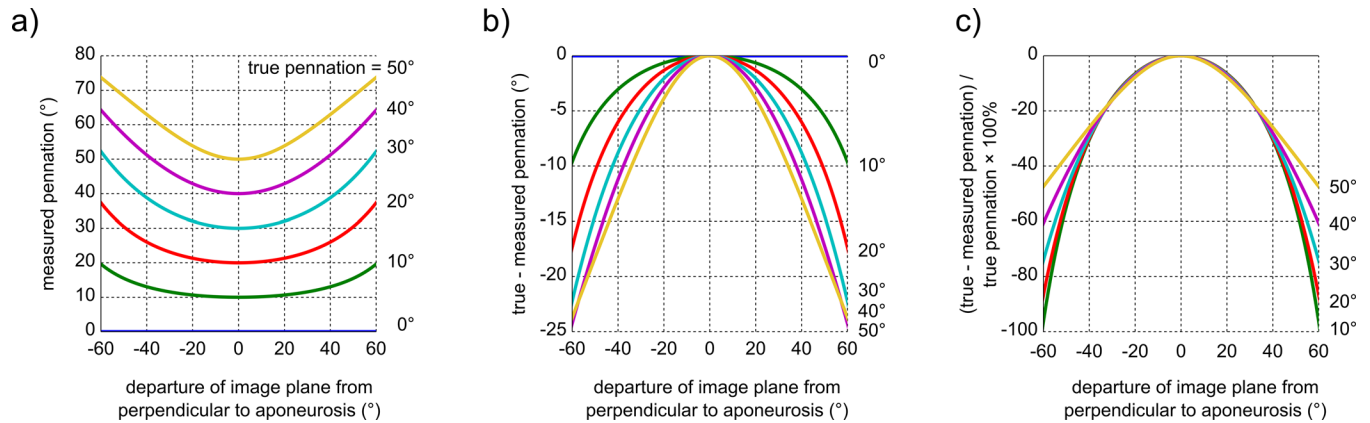 a)
80
70
60
50
40
30
20
10
0
measured pennation (°)
true pennation = 50°
40°
30°
20°
10°
0°
-60 -40 -20 0 20 40 60
departure of image plane from
perpendicular to aponeurosis (°)
b)
0
-5
-10
-15
-20
-25
true - measured pennation (°)
0°
10°
20°
30°
40°
50°
-60 -40 -20 0 20 40 60
departure of image plane from
perpendicular to aponeurosis (°)
c)
0
-20
-40
-60
-80
-100
(true - measured pennation) /
true pennation × 100%
50°
40°
30°
20°
10°
-60 -40 -20 0 20 40 60
departure of image plane from
perpendicular to aponeurosis (°)